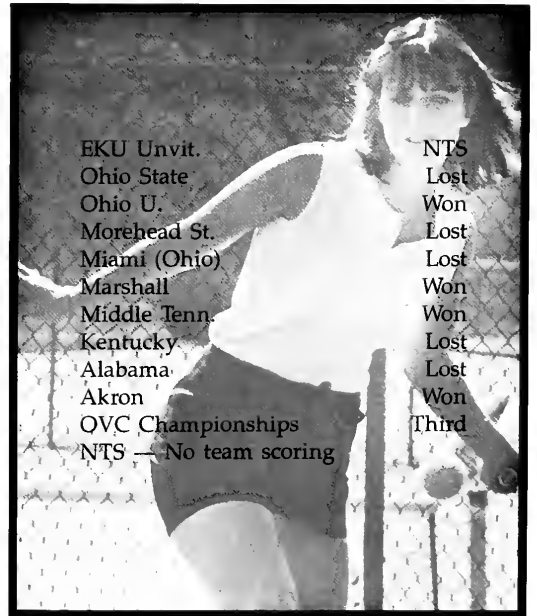 EKU Unvit. NTS
Ohio State Lost
Ohio U. Won
Morehead St. Lost
Miami (Ohio) Lost
Marshall Won
Middle Tenn. Won
Kentucky Lost
Alabama Lost
Akron Won
OVC Championships Third
NTS — No team scoring